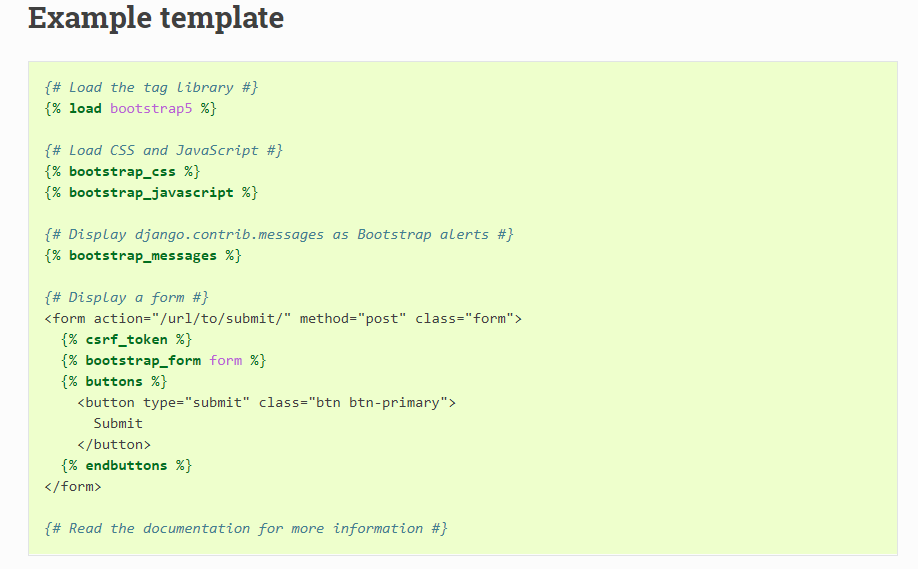 Example template
{# Load the tag library #}
{% load bootstrap5 %}
{# Load CSS and JavaScript #}
{% bootstrap_css %}
{% bootstrap_javascript %}
{# Display django.contrib.messages as Bootstrap alerts #}
{% bootstrap_messages %}
{# Display a form #}
<form action="/url/to/submit/" method="post" class="form">
  {% csrf_token %}
  {% bootstrap_form form %}
  {% buttons %}
    <button type="submit" class="btn btn-primary">
      Submit
    </button>
  {% endbuttons %}
</form>
{# Read the documentation for more information #}